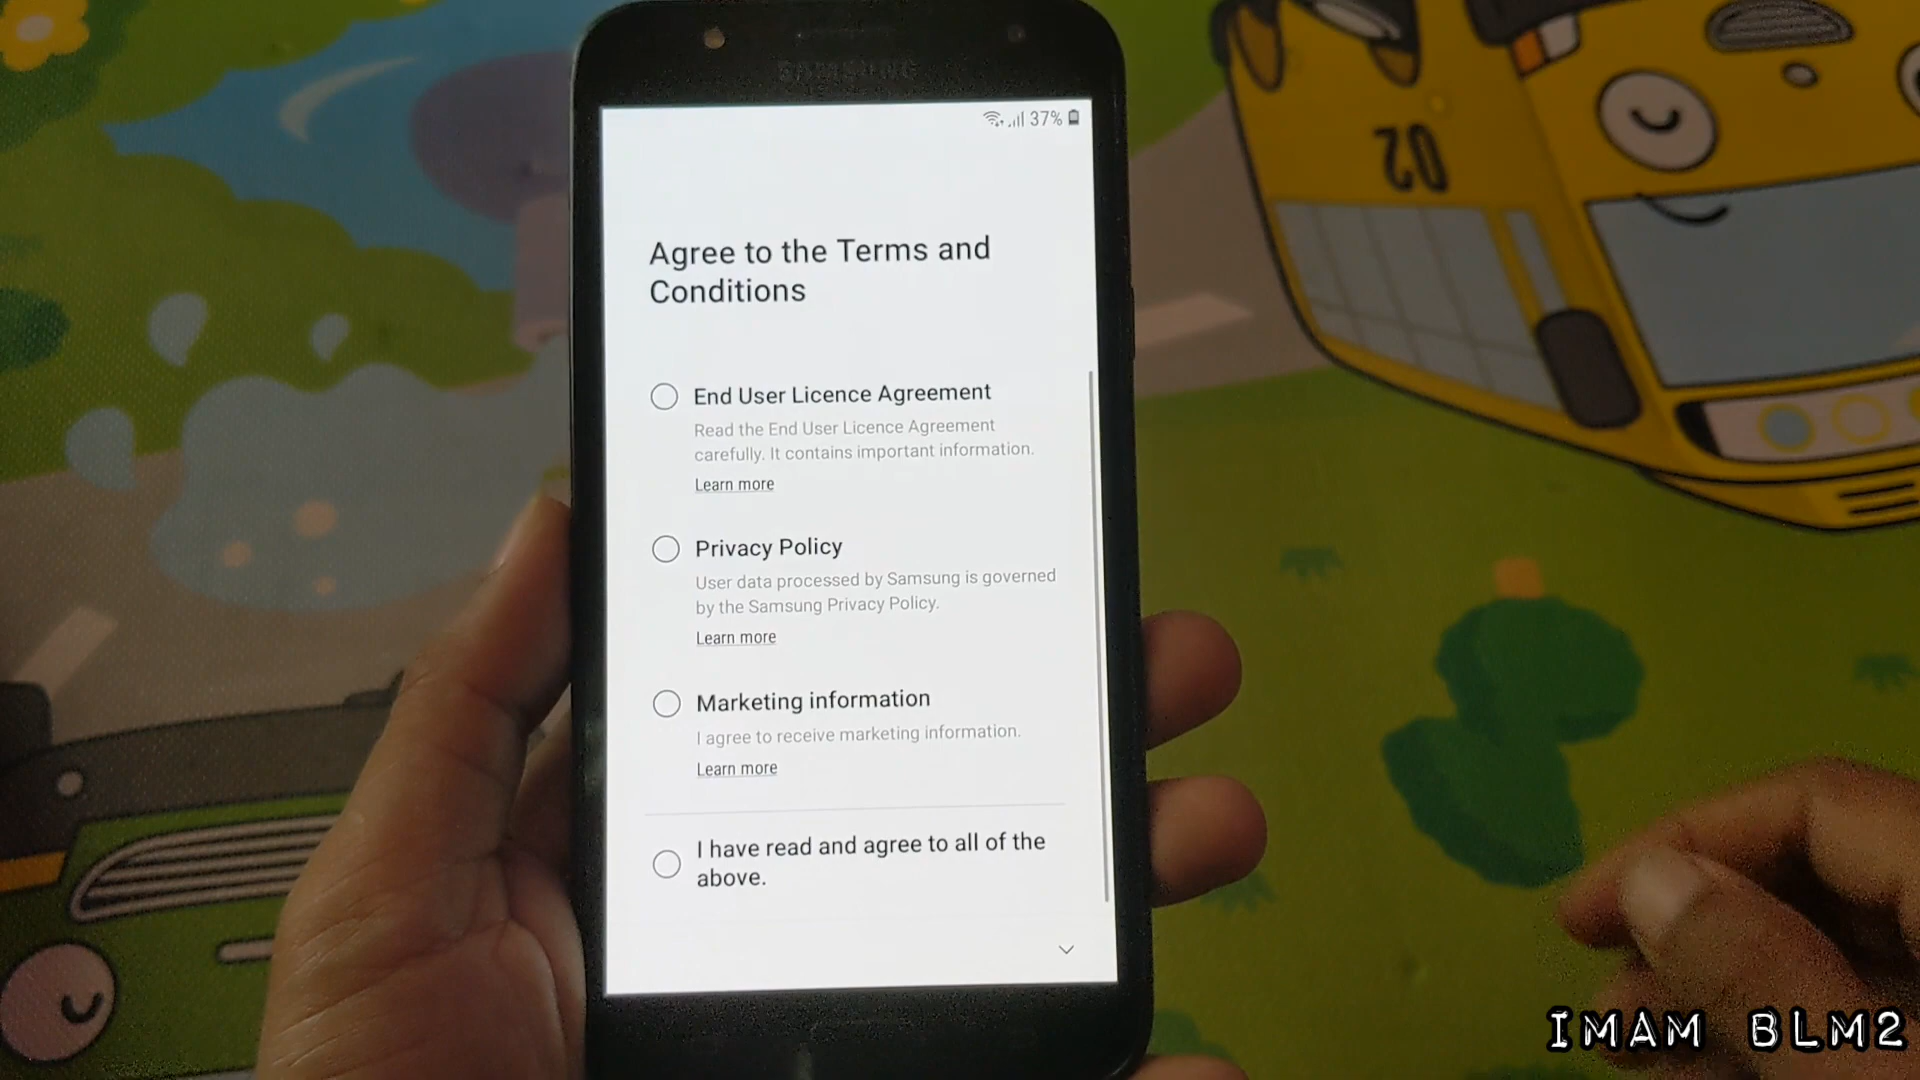 SAMSUNG
37%
Agree to the Terms and
Conditions
End User Licence Agreement
Read the End User Licence Agreement
carefully. It contains important information.
Learn more
Privacy Policy
User data processed by Samsung is governed
by the Samsung Privacy Policy.
Learn more
Marketing information
I agree to receive marketing information.
Learn more
I have read and agree to all of the
above.
02
IMAM BLM2